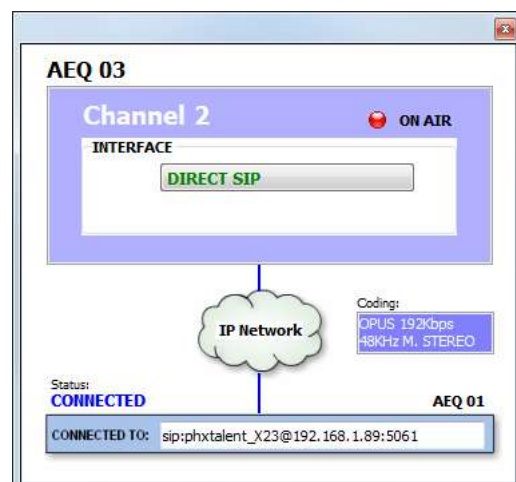 AEQ 03
Channel 2
ON AIR
INTERFACE
DIRECT SIP
IP Network
Coding:
OPUS 192Kbps
48KHz M. STEREO
Status:
CONNECTED
AEQ 01
CONNECTED TO: sip:phxtalent_X23@192.168.1.89:5061